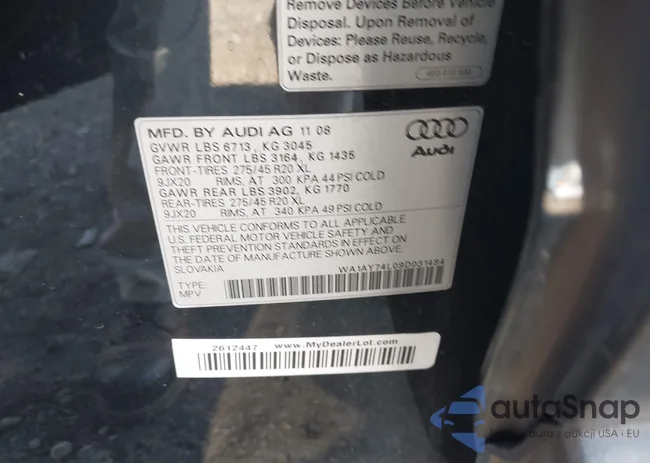 Remove Devices Before Vehicle
Disposal. Upon Removal of
Devices: Please Reuse, Recycle,
or Dispose as Hazardous
Waste.
MFD. BY AUDI AG 11 08
GVWR LBS 6713, KG 3045
GAWR FRONT LBS 3164, KG 1435
FRONT-TIRES 275/45 R20 XL
9JX20 RIMS, AT 300 KPA 44 PSI COLD
GAWR REAR LBS 3902, KG 1770
REAR-TIRES 275/45 R20 XL
9JX20 RIMS, AT 340 KPA 49 PSI COLD
Audi
THIS VEHICLE CONFORMS TO ALL APPLICABLE
U.S. FEDERAL MOTOR VEHICLE SAFETY AND
THEFT PREVENTION STANDARDS IN EFFECT ON
THE DATE OF MANUFACTURE SHOWN ABOVE.
SLOVAKIA WA1AY74L09D031484
TYPE:
MPV
2612447 www.MyDealerLot.com
autoSnap
auta z aukcji USA i EU